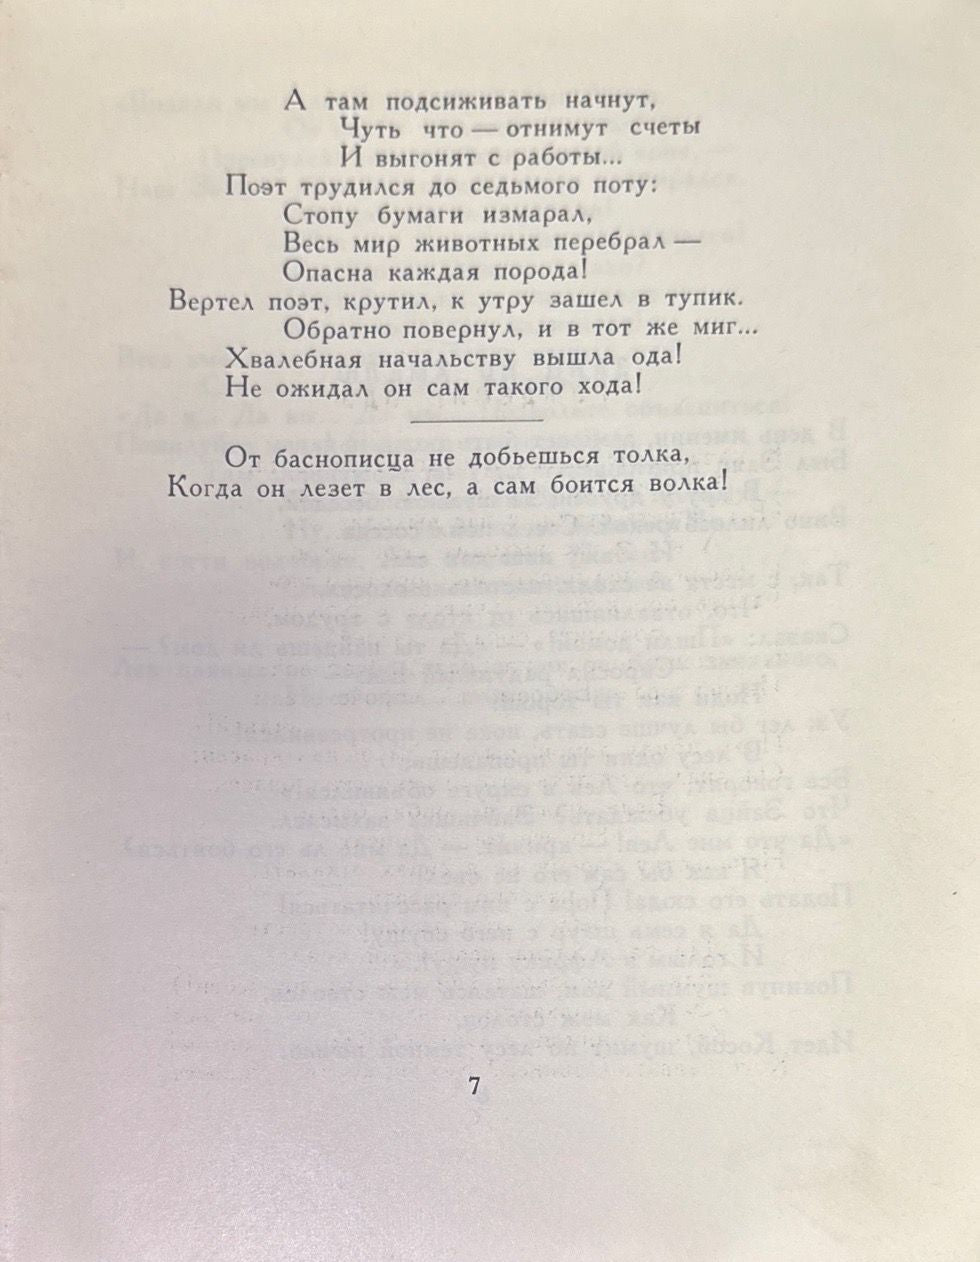 А там подсиживать начнут,
Чуть что — отнимут счеты
И выгонят с работы...
Поэт трудился до седьмого поту:
Стопу бумаги измарал,
Весь мир животных перебрал —
Опасна каждая порода!
Вертел поэт, крутил, к утру зашел в тупик.
Обратно повернул, и в тот же миг...
Хвалебная начальству вышла ода!
Не ожидал он сам такого хода!
От баснописца не добьешься толка,
Когда он лезет в лес, а сам боится волка!
7